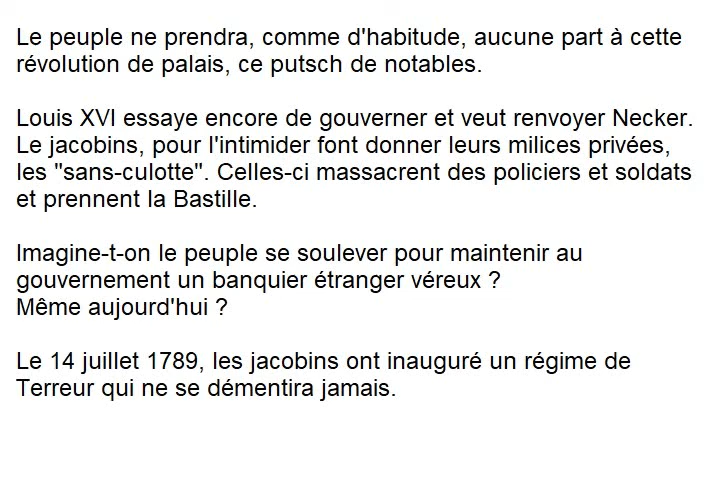 Le peuple ne prendra, comme d'habitude, aucune part à cette
révolution de palais, ce putsch de notables.
Louis XVI essaye encore de gouverner et veut renvoyer Necker.
Le jacobins, pour l'intimider font donner leurs milices privées,
les "sans-culotte". Celles-ci massacrent des policiers et soldats
et prennent la Bastille.
Imagine-t-on le peuple se soulever pour maintenir au
gouvernement un banquier étranger véreux ?
Même aujourd'hui ?
Le 14 juillet 1789, les jacobins ont inauguré un régime de
Terreur qui ne se démentira jamais.